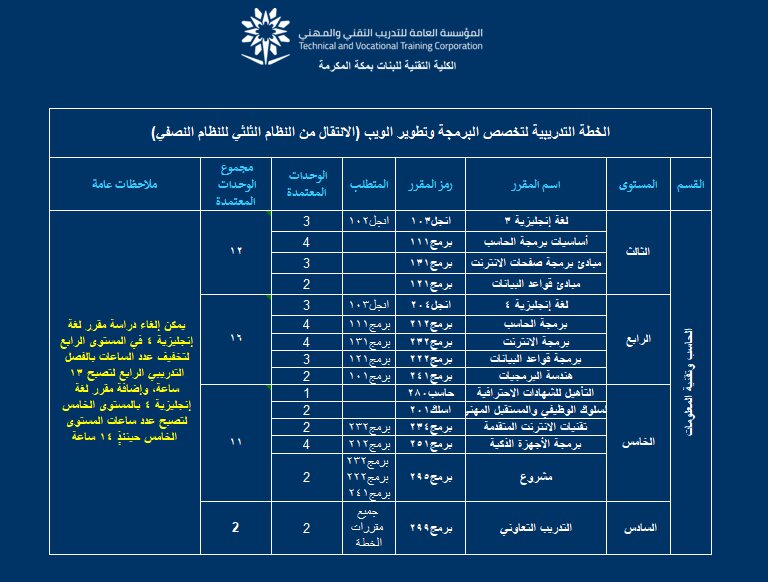 المؤسسة العامة للتدريب التقني والمهني
Technical and Vocational Training Corporation
الكلية التقنية للبنات بمكة المكرمة
الخطة التدريبية لتخصص البرمجة وتطوير الويب (الانتقال من النظام الثلثي للنظام النصفي)
القسم المستوى اسم المقرر رمز المقرر المتطلب الوحدات المعتمدة مجموع الوحدات المعتمدة ملاحظات عامة
الحاسب وتقنية المعلومات
الثالث
لغة إنجليزية ٣ انجل١٠٣ انجل١٠٢ 3
أساسيات برمجة الحاسب برمج١١١ 4
مبادئ برمجة صفحات الانترنت برمج١٣١ 3
مبادئ قواعد البيانات برمج١٢١ 2
١٢
الرابع
لغة إنجليزية ٤ انجل٢٠٤ انجل١٠٣ 3
برمجة الحاسب برمج٢١٢ برمج١١١ 4
برمجة الانترنت برمج٢٣٢ برمج١٣١ 4
برمجة قواعد البيانات برمج٢٢٢ برمج١٢١ 3
هندسة البرمجيات برمج٢٤١ برمج١٠١ 2
١٦
الخامس
التأهيل للشهادات الاحترافية حاسب٢٨٠ 1
السلوك الوظيفي والمستقبل المهني اسلك٢٠١ 2
تقنيات الانترنت المتقدمة برمج٢٣٤ برمج٢٣٢ 2
برمجة الأجهزة الذكية برمج٢٥١ برمج٢١٢ 4
مشروع برمج٢٩٥ برمج٢٣٢ برمج٢٢٢ برمج٢٤١ 2
١١
السادس
التدريب التعاوني برمج٢٩٩ جميع مقررات الخطة 2
2
يمكن إلغاء دراسة مقرر لغة
إنجليزية ٤ في المستوى الرابع
لتخفيف عدد الساعات بالفصل
التدريبي الرابع لتصبح ١٣
ساعة، وإضافة مقرر لغة
إنجليزية ٤ بالمستوى الخامس
لتصبح عدد ساعات المستوى
الخامس حينئذٍ ١٤ ساعة